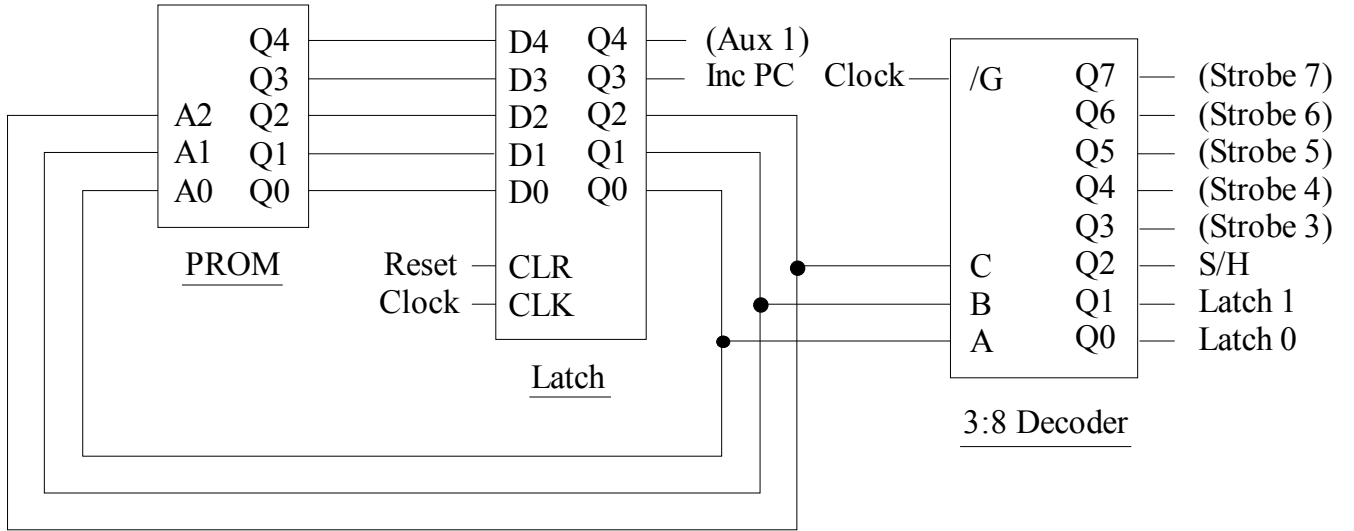 Q4 D4 Q4 (Aux 1)
Q3 D3 Q3 Inc PC Clock /G Q7 (Strobe 7)
A2 Q2 D2 Q2 Q6 (Strobe 6)
A1 Q1 D1 Q1 Q5 (Strobe 5)
A0 Q0 D0 Q0 Q4 (Strobe 4)
Q3 (Strobe 3)
PROM Reset CLR C Q2 S/H
Clock CLK B Q1 Latch 1
A Q0 Latch 0
Latch
3:8 Decoder